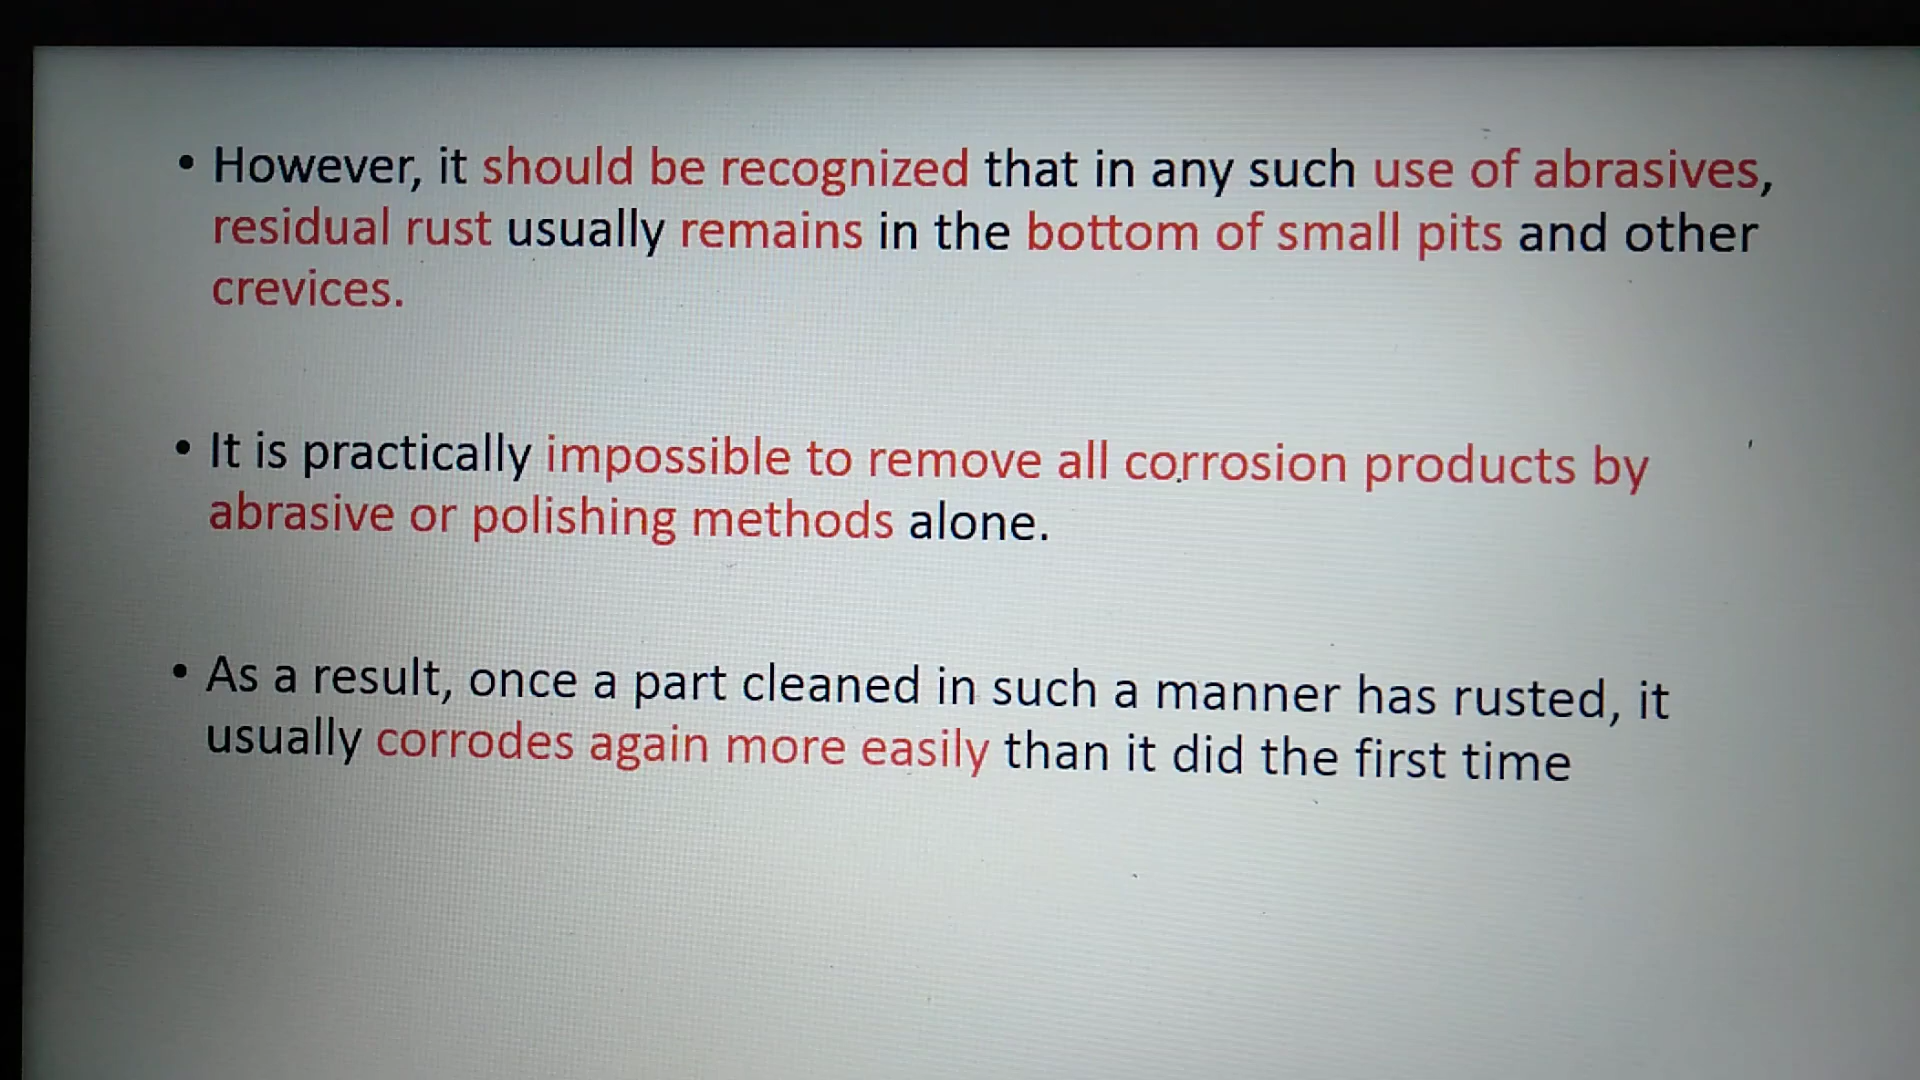 • However, it should be recognized that in any such use of abrasives,
residual rust usually remains in the bottom of small pits and other
crevices.
• It is practically impossible to remove all corrosion products by
abrasive or polishing methods alone.
• As a result, once a part cleaned in such a manner has rusted, it
usually corrodes again more easily than it did the first time